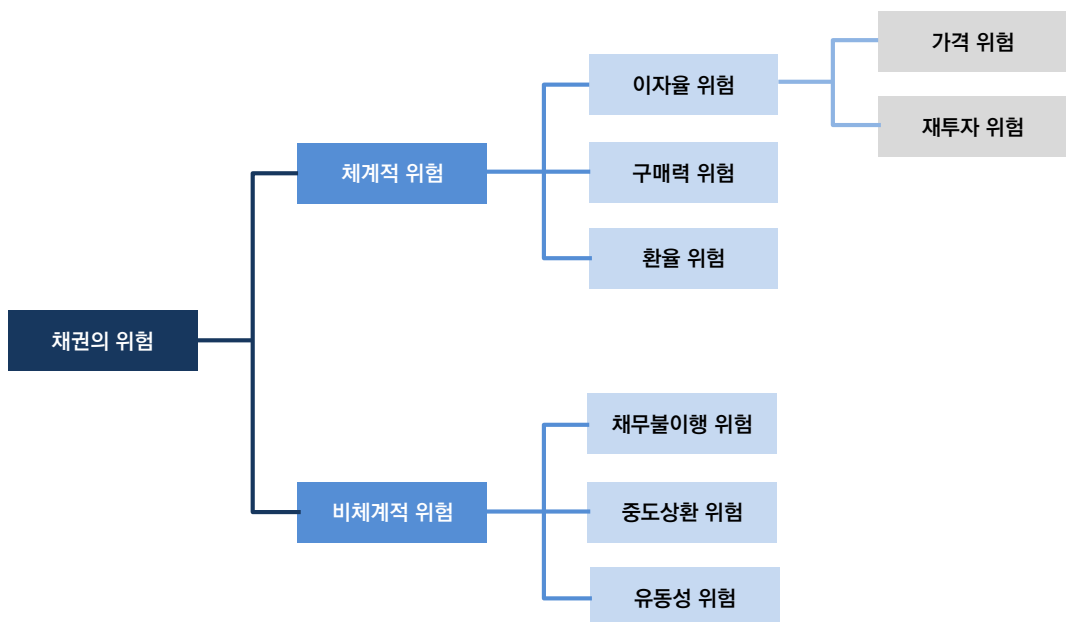 채권의 위험
체계적 위험
이자율 위험
가격 위험
재투자 위험
구매력 위험
환율 위험
비체계적 위험
채무불이행 위험
중도상환 위험
유동성 위험